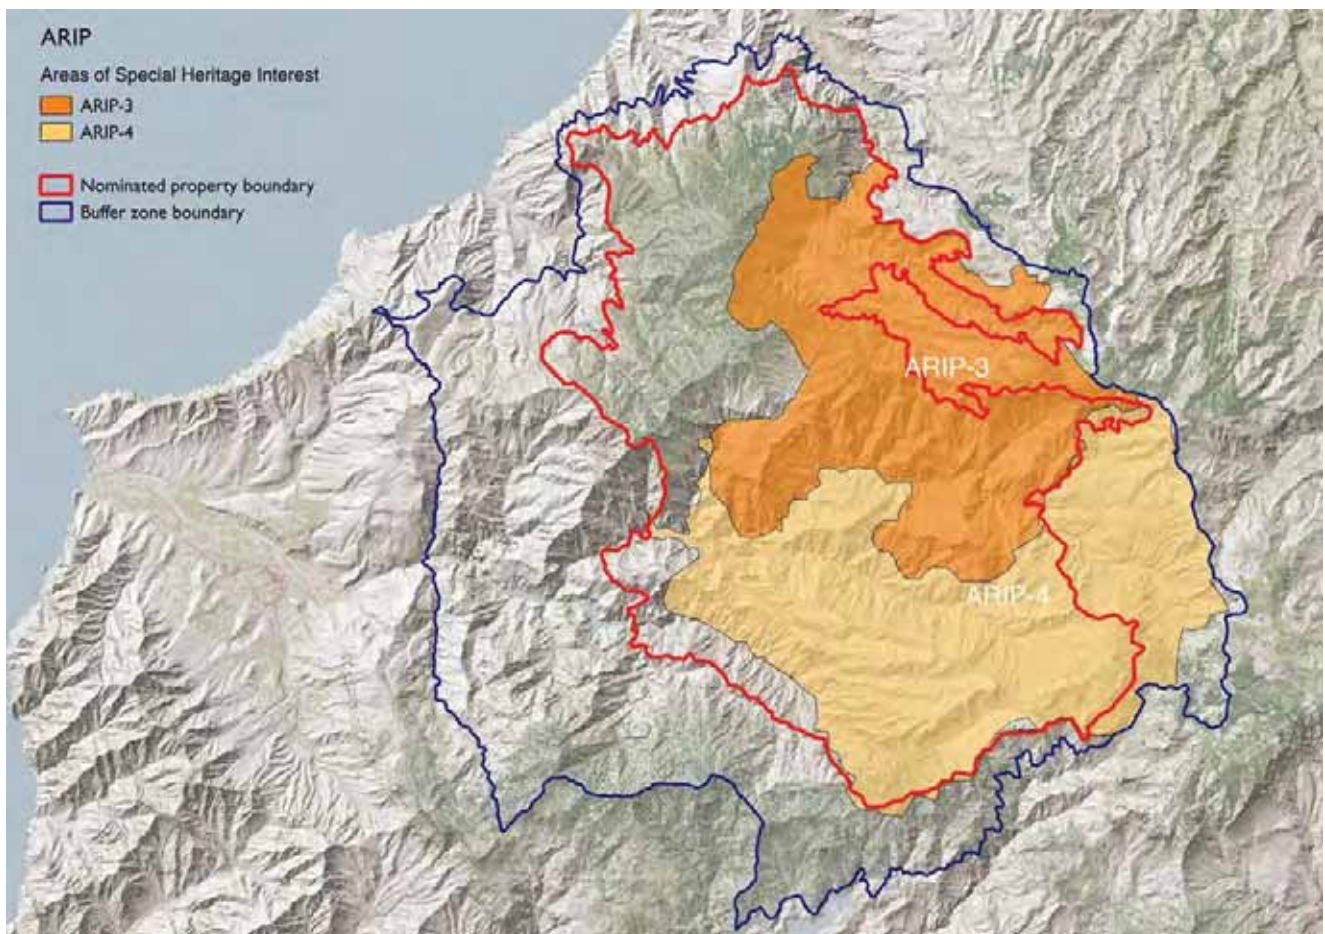 ARIP
Areas of Special Heritage Interest
ARIP-3
ARIP-4
Nominated property boundary
Buffer zone boundary
ARIP-3
ARIP-4